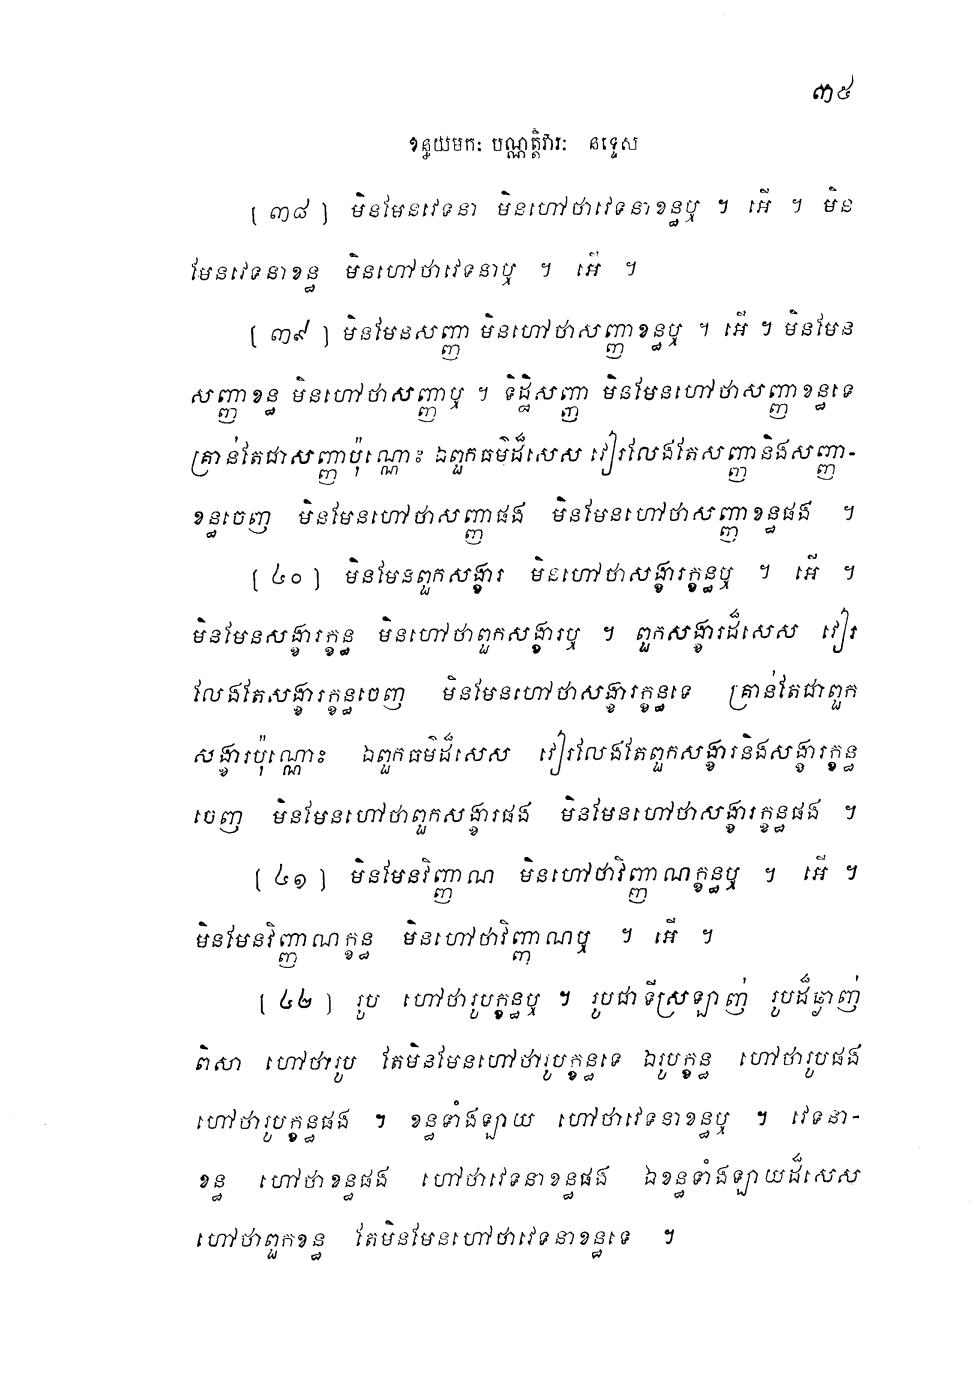 ៣៥
ខន្ធយមកៈ បណ្ណត្តិវារៈ នទ្ទេស
[ ៣៨ ] មិនមែនវេទនា មិនហៅថាវេទនាខន្ធឬ ។ អើ ។ មិន
មែនវេទនាខន្ធ មិនហៅថាវេទនាឬ ។ អើ ។
[ ៣៩ ] មិនមែនសញ្ញា មិនហៅថាសញ្ញាខន្ធឬ ។ អើ ។ មិនមែន
សញ្ញាខន្ធ មិនហៅថាសញ្ញាឬ ។ ទិដ្ឋិសញ្ញា មិនមែនហៅថាសញ្ញាខន្ធទេ
គ្រាន់តែជាសញ្ញាប៉ុណ្ណោះ ឯពួកធម៌ដ៏សេស វៀរលែងតែសញ្ញានិងសញ្ញា-
ខន្ធចេញ មិនមែនហៅថាសញ្ញាផង មិនមែនហៅថាសញ្ញាខន្ធផង ។
[ ៤០ ] មិនមែនពួកសង្ខារ មិនហៅថាសង្ខារក្ខន្ធឬ ។ អើ ។
មិនមែនសង្ខារក្ខន្ធ មិនហៅថាពួកសង្ខារឬ ។ ពួកសង្ខារដ៏សេស វៀរ
លែងតែសង្ខារក្ខន្ធចេញ មិនមែនហៅថាសង្ខារក្ខន្ធទេ គ្រាន់តែជាពួក
សង្ខារប៉ុណ្ណោះ ឯពួកធម៌ដ៏សេស វៀរលែងតែពួកសង្ខារនិងសង្ខារក្ខន្ធ
ចេញ មិនមែនហៅថាពួកសង្ខារផង មិនមែនហៅថាសង្ខារក្ខន្ធផង ។
[ ៤១ ] មិនមែនវិញ្ញាណ មិនហៅថាវិញ្ញាណក្ខន្ធឬ ។ អើ ។
មិនមែនវិញ្ញាណក្ខន្ធ មិនហៅថាវិញ្ញាណឬ ។ អើ ។
[ ៤២ ] រូប ហៅថារូបក្ខន្ធឬ ។ រូបជាទីស្រឡាញ់ រូបដ៏ធ្លាញ់
ពិសា ហៅថារូប តែមិនមែនហៅថារូបក្ខន្ធទេ ឯរូបក្ខន្ធ ហៅថារូបផង
ហៅថារូបក្ខន្ធផង ។ ខន្ធទាំងឡាយ ហៅថាវេទនាខន្ធឬ ។ វេទនា-
ខន្ធ ហៅថាខន្ធផង ហៅថាវេទនាខន្ធផង ឯខន្ធទាំងឡាយដ៏សេស
ហៅថាពួកខន្ធ តែមិនមែនហៅថាវេទនាខន្ធទេ ។